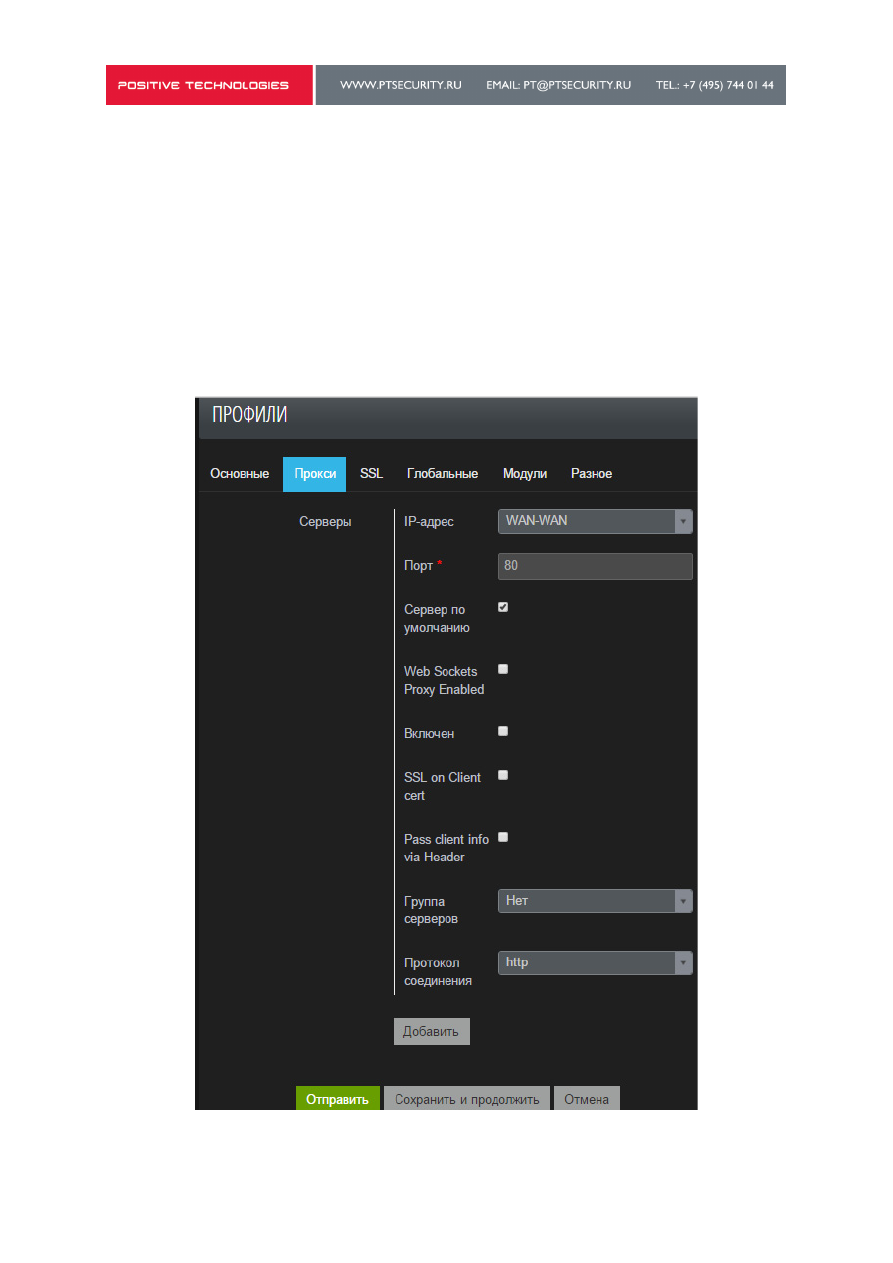 POSITIVE TECHNOLOGIES WWW.PTSECURITY.RU EMAIL: PT@PTSECURITY.RU TEL.: +7 (495) 744 01 44
ПРОФИЛИ
Основные Прокси SSL Глобальные Модули Разное
Серверы IP-адрес WAN-WAN
Порт * 80
Сервер по
умолчанию
Web Sockets
Proxy Enabled
Включен
SSL on Client
cert
Pass client info
via Header
Группа
серверов
Нет
Протокол
соединения
http
Добавить
Отправить Сохранить и продолжить Отмена